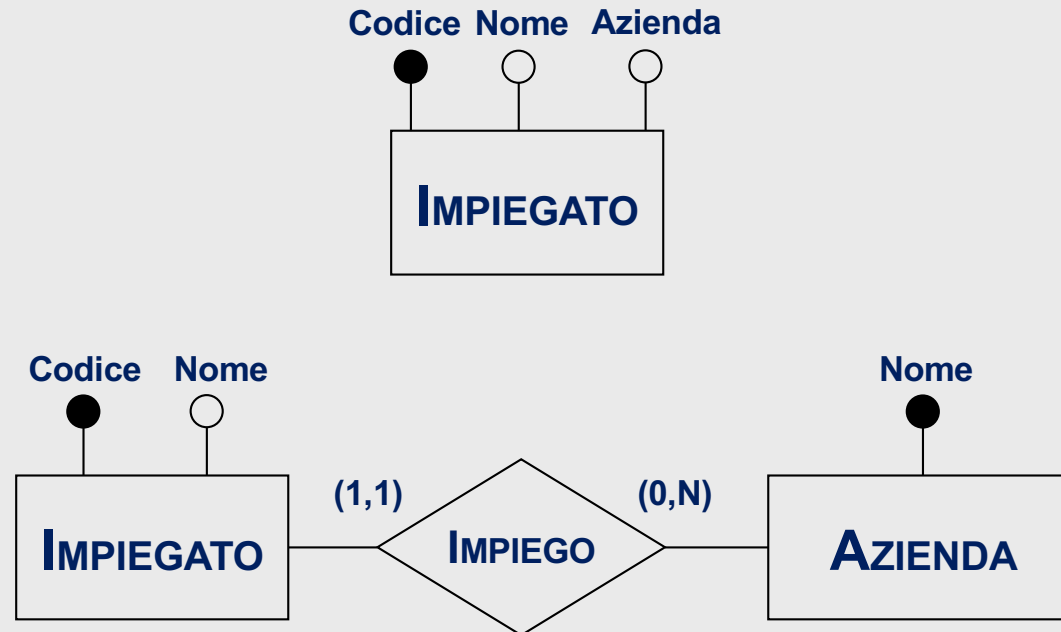 Codice Nome Azienda
IMPIEGATO
Codice Nome Nome
(1,1) (0,N)
IMPIEGATO IMPIEGO AZIENDA